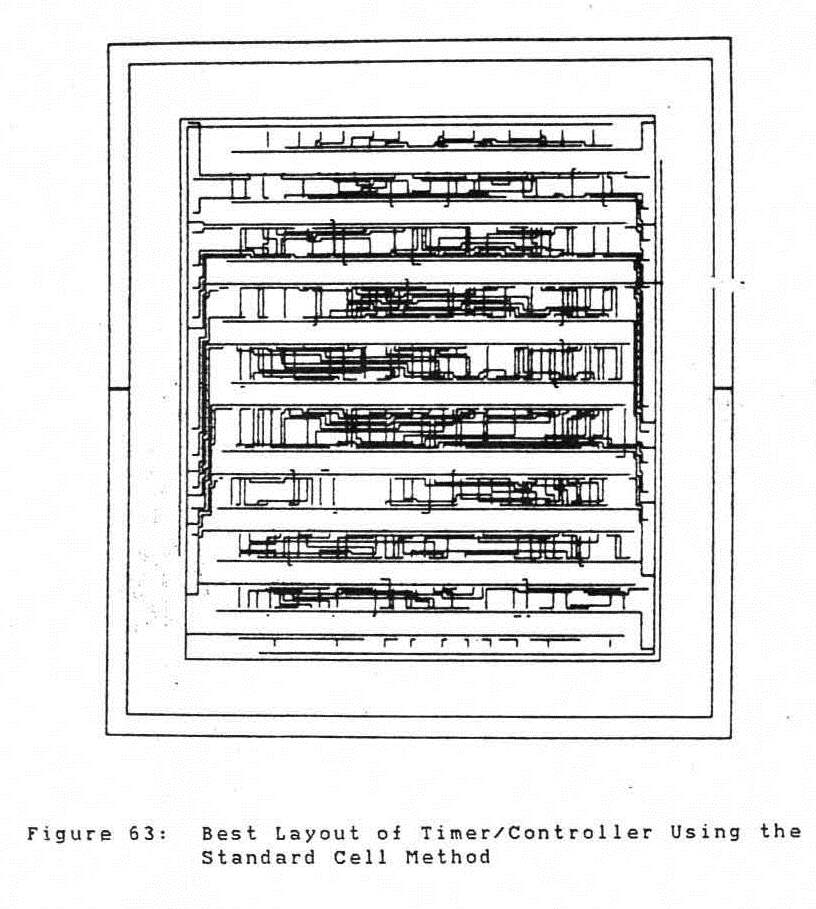 Figure 63: Best Layout of Timer/Controller Using the
Standard Cell Method